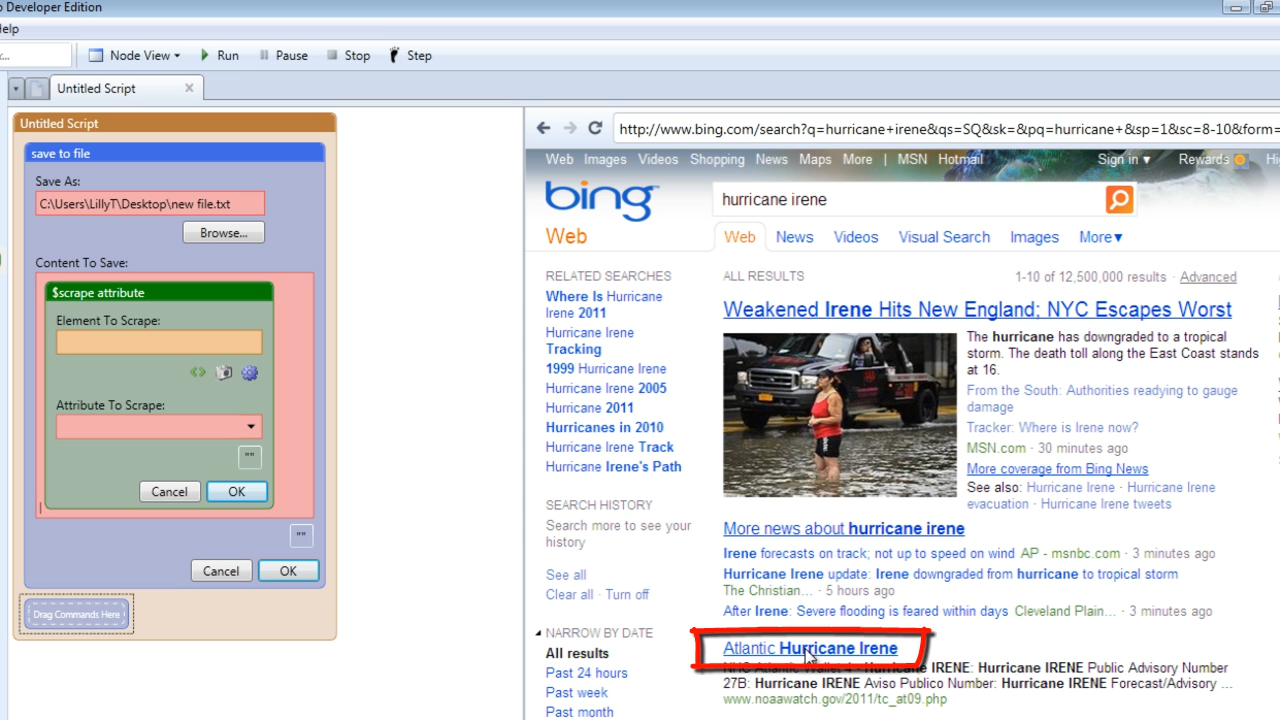 Developer Edition
Help
Node View
Run
Pause
Stop
Step
Untitled Script
Untitled Script
save to file
Save As:
C:\Users\LillyT\Desktop\new file.txt
Browse...
Content To Save:
$scrape attribute
Element To Scrape:
Attribute To Scrape:
""
Cancel
OK
""
Cancel
OK
Drag Commands Here
http://www.bing.com/search?q=hurricane+irene&qs=SQ&sk=&pq=hurricane+&sp=1&sc=8-10&form=
Web Images Videos Shopping News Maps More | MSN Hotmail
Sign in
Rewards
bing
hurricane irene
Web
Web News Videos Visual Search Images More
RELATED SEARCHES
Where Is Hurricane
Irene 2011
Hurricane Irene
Tracking
1999 Hurricane Irene
Hurricane Irene 2005
Hurricane 2011
Hurricanes in 2010
Hurricane Irene Track
Hurricane Irene's Path
SEARCH HISTORY
Search more to see your
history
See all
Clear all · Turn off
NARROW BY DATE
All results
Past 24 hours
Past week
Past month
ALL RESULTS
1-10 of 12,500,000 results · Advanced
Weakened Irene Hits New England; NYC Escapes Worst
The hurricane has downgraded to a tropical
storm. The death toll along the East Coast stands
at 16.
From the South: Authorities readying to gauge
damage
Tracker: Where is Irene now?
MSN.com · 30 minutes ago
More coverage from Bing News
See also: Hurricane Irene · Hurricane Irene
evacuation · Hurricane Irene tweets
More news about hurricane irene
Irene forecasts on track; not up to speed on wind AP - msnbc.com · 3 minutes ago
Hurricane Irene update: Irene downgraded from hurricane to tropical storm
The Christian... · 5 hours ago
After Irene: Severe flooding is feared within days Cleveland Plain... · 3 minutes ago
Atlantic Hurricane Irene
NHC Atlantic Wallet 4 - Hurricane IRENE: Hurricane IRENE Public Advisory Number
27B: Hurricane IRENE Aviso Publico Number: Hurricane IRENE Forecast/Advisory ...
www.noaawatch.gov/2011/tc_at09.php